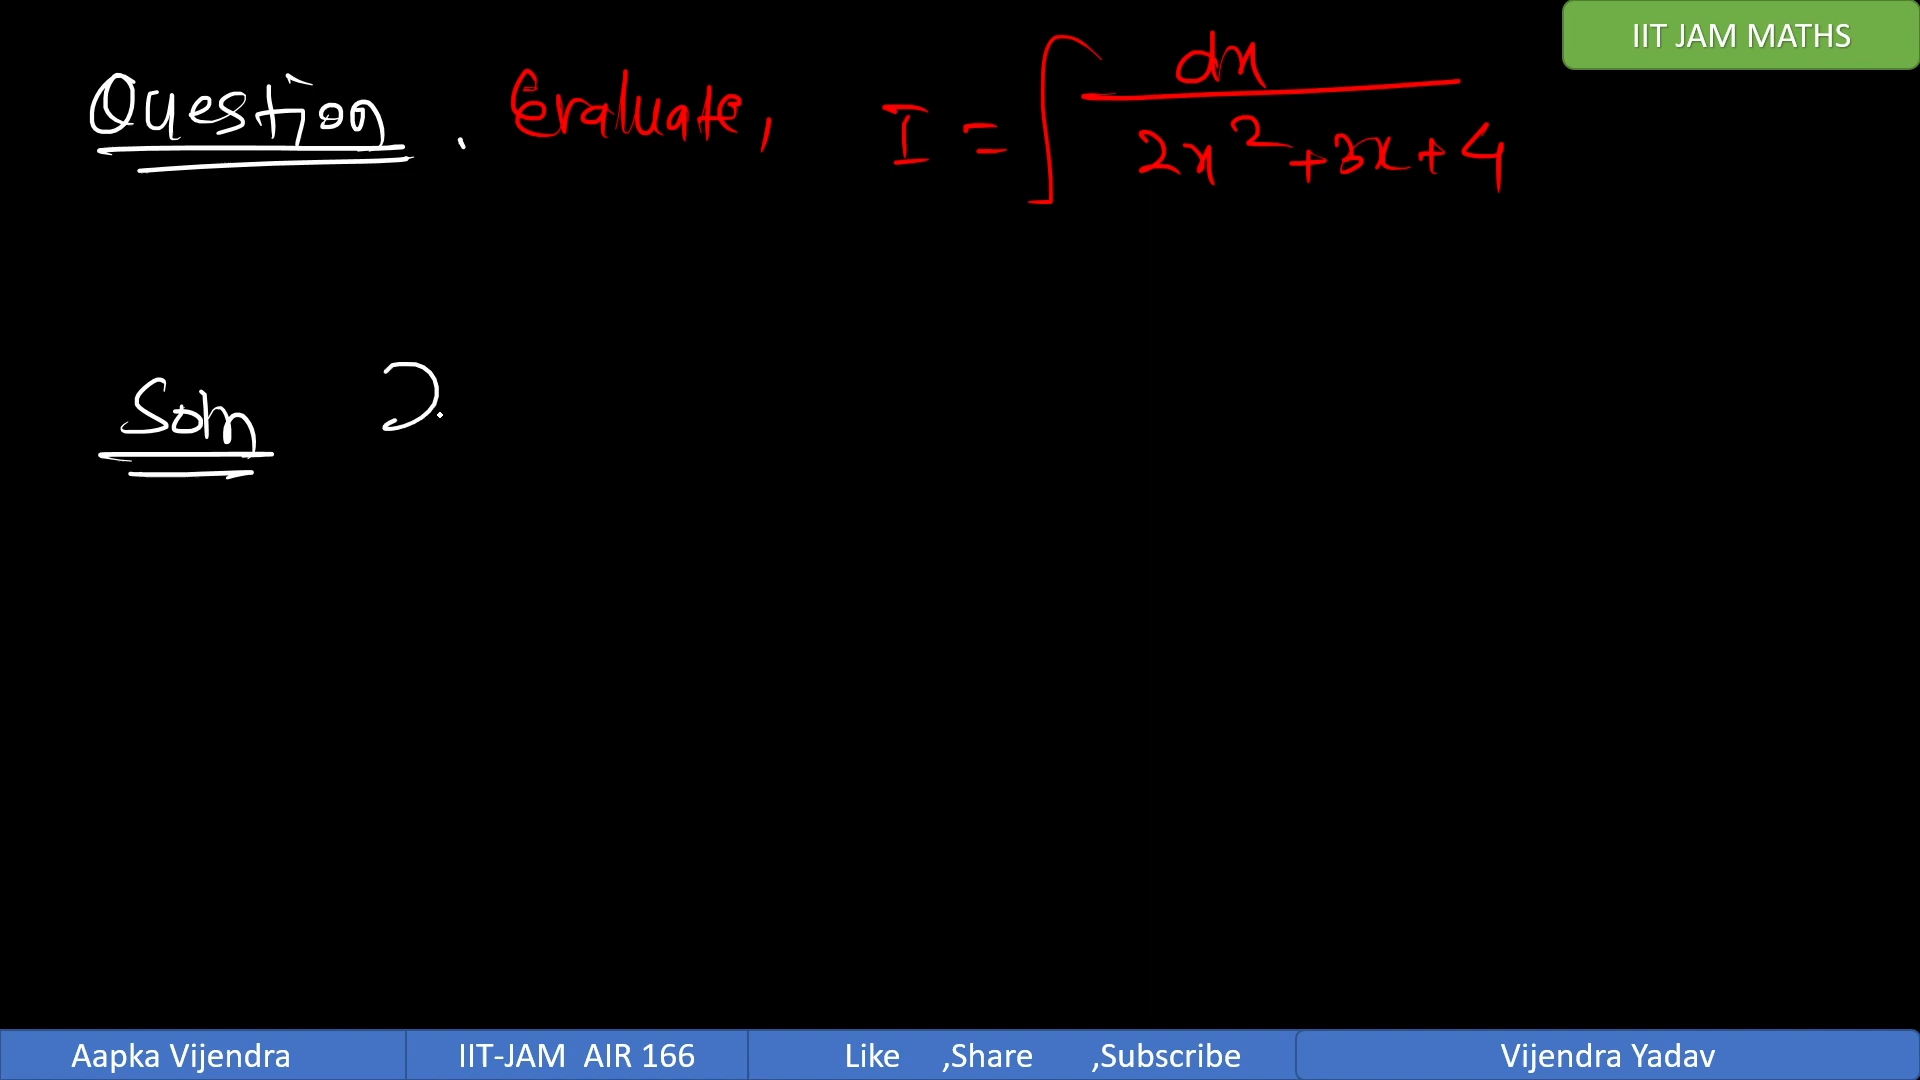 IIT JAM MATHS
Question. Evaluate, I = ∫ dx / (2x² + 3x + 4)
Soln
Aapka Vijendra
IIT-JAM AIR 166
Like ,Share ,Subscribe
Vijendra Yadav